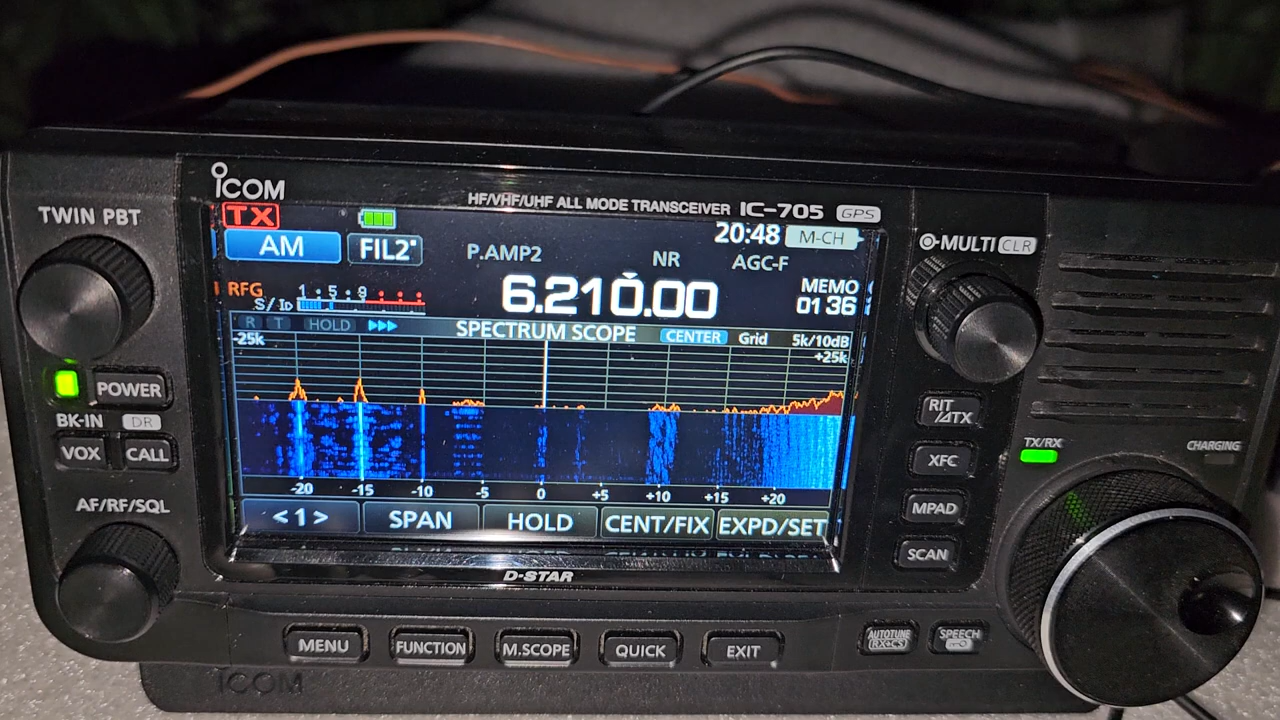 ICOM
HF/VHF/UHF ALL MODE TRANSCEIVER IC-705 GPS
TWIN PBT
TX
20:48 M-CH
AM FIL2 P.AMP2 NR AGC-F
MULTI CLR
RFG 1 5 9
S/ID
6.210.00
MEMO
01 36
R T HOLD SPECTRUM SCOPE CENTER Grid 5k/10dB
-25k +25k
POWER
BK-IN DR
VOX CALL
AF/RF/SQL
-20 -15 -10 -5 0 +5 +10 +15 +20
<1> SPAN HOLD CENT/FIX EXPD/SET
D-STAR
RIT/ΔTX
XFC
MPAD
SCAN
TX/RX
CHARGING
MENU FUNCTION M.SCOPE QUICK EXIT
AUTOTUNE
RX→CS
SPEECH
ICOM